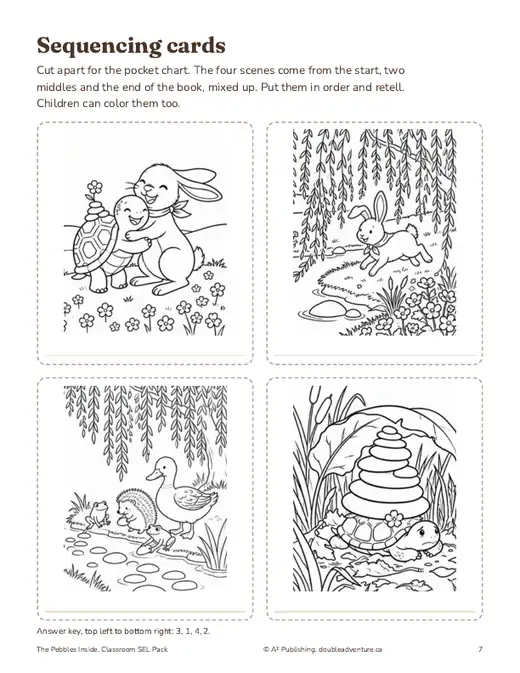 Sequencing cards
Cut apart for the pocket chart. The four scenes come from the start, two
middles and the end of the book, mixed up. Put them in order and retell.
Children can color them too.
Answer key, top left to bottom right: 3, 1, 4, 2.
The Pebbles Inside. Classroom SEL Pack
© A² Publishing. doubleadventure.ca
7